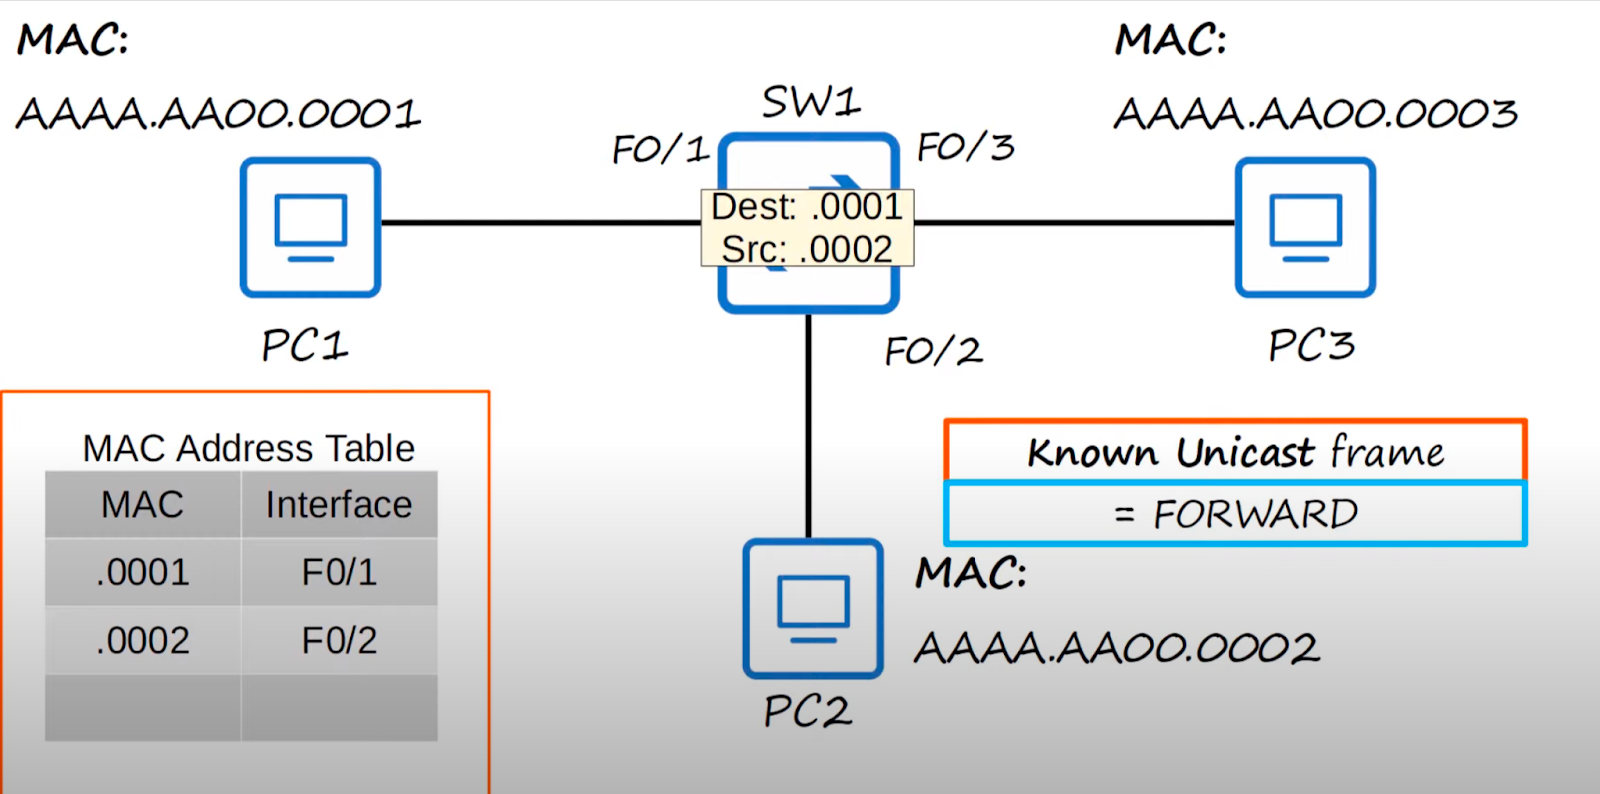 MAC:
AAAA.AA00.0001
PC1
SW1
F0/1
F0/3
Dest: .0001
Src: .0002
F0/2
MAC:
AAAA.AA00.0003
PC3
MAC Address Table
MAC Interface
.0001 F0/1
.0002 F0/2
Known Unicast frame
= FORWARD
MAC:
AAAA.AA00.0002
PC2